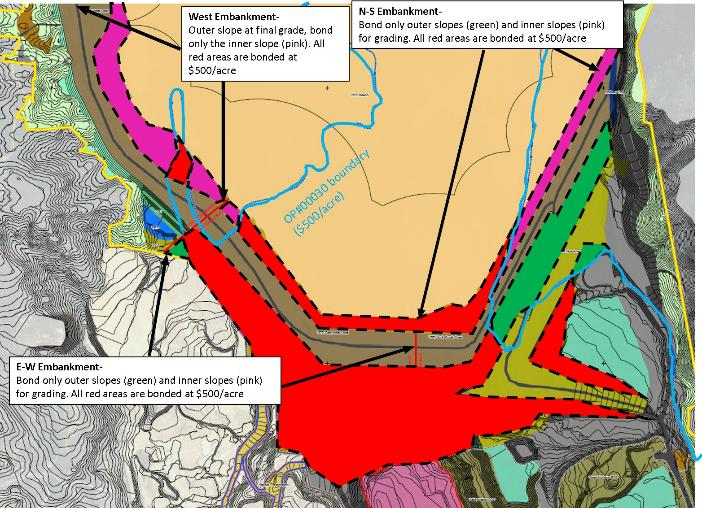 West Embankment-
Outer slope at final grade, bond
only the inner slope (pink). All
red areas are bonded at
$500/acre
N-S Embankment-
Bond only outer slopes (green) and inner slopes (pink)
for grading. All red areas are bonded at $500/acre
OP#00030 boundary
($500/acre)
E-W Embankment-
Bond only outer slopes (green) and inner slopes (pink)
for grading. All red areas are bonded at $500/acre